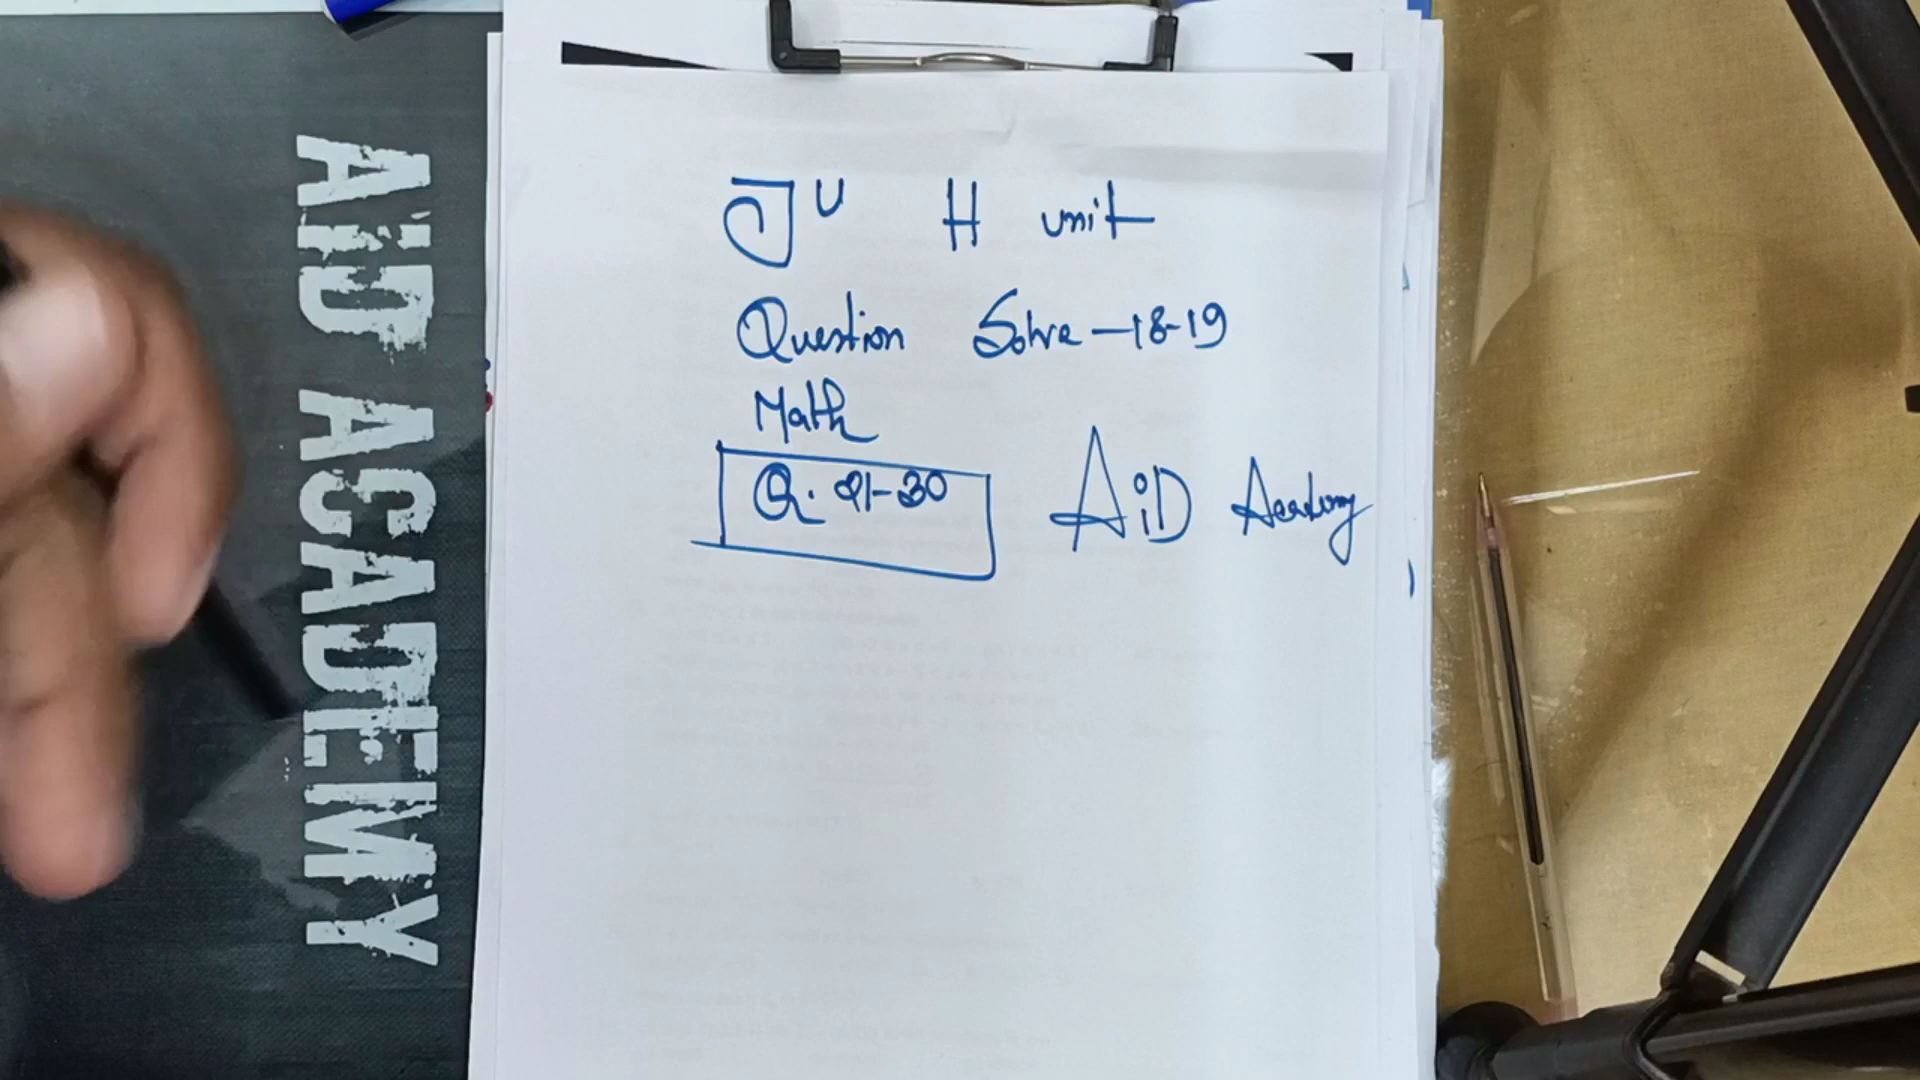 AID ACADEMY
JU H unit
Question Solve-18-19
Math
Q. 21-30
AiD Academy